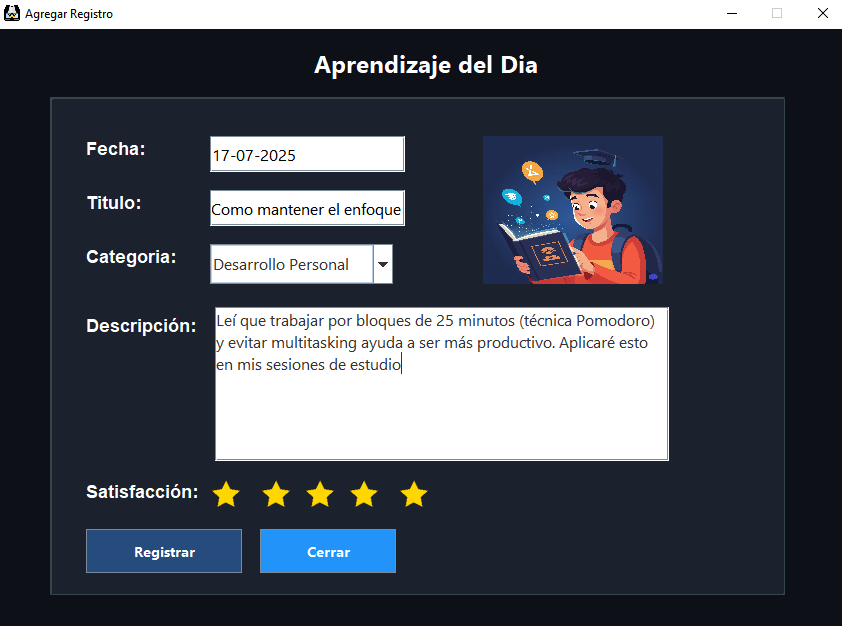 Agregar Registro
Aprendizaje del Dia
Fecha:
17-07-2025
Titulo:
Como mantener el enfoque
Categoria:
Desarrollo Personal
Descripción:
Leí que trabajar por bloques de 25 minutos (técnica Pomodoro)
y evitar multitasking ayuda a ser más productivo. Aplicaré esto
en mis sesiones de estudio
Satisfacción:
Registrar
Cerrar